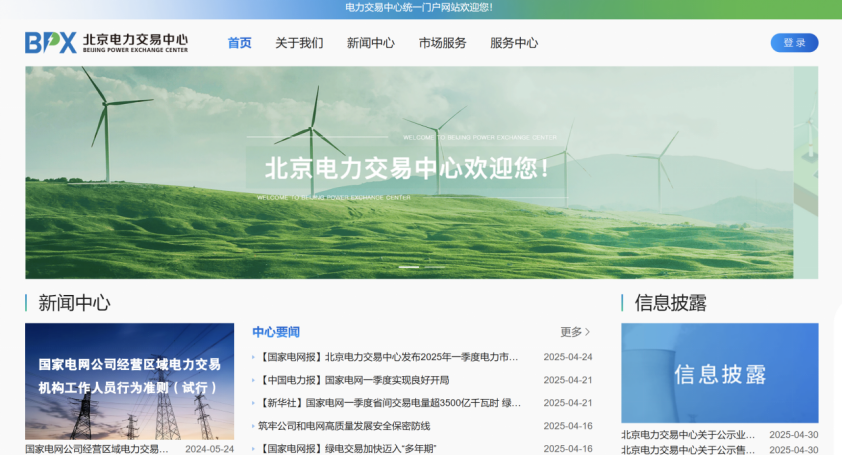 电力交易中心统一门户网站欢迎您！
BPX 北京电力交易中心
BEIJING POWER EXCHANGE CENTER
首页 关于我们 新闻中心 市场服务 服务中心 登 录
WELCOME TO BEIJING POWER EXCHANGE CENTER
北京电力交易中心欢迎您！
WELCOME TO BEIJING POWER EXCHANGE CENTER
新闻中心
国家电网公司经营区域电力交易
机构工作人员行为准则（试行）
国家电网公司经营区域电力交易... 2024-05-24
中心要闻 更多
【国家电网报】北京电力交易中心发布2025年一季度电力市... 2025-04-24
【中国电力报】国家电网一季度实现良好开局 2025-04-21
【新华社】国家电网一季度省间交易电量超3500亿千瓦时 绿... 2025-04-21
筑牢公司和电网高质量发展安全保密防线 2025-04-16
【国家电网报】绿电交易加快迈入“多年期” 2025-04-16
信息披露
信息披露
北京电力交易中心关于公示业... 2025-04-30
北京电力交易中心关于公示售... 2025-04-30